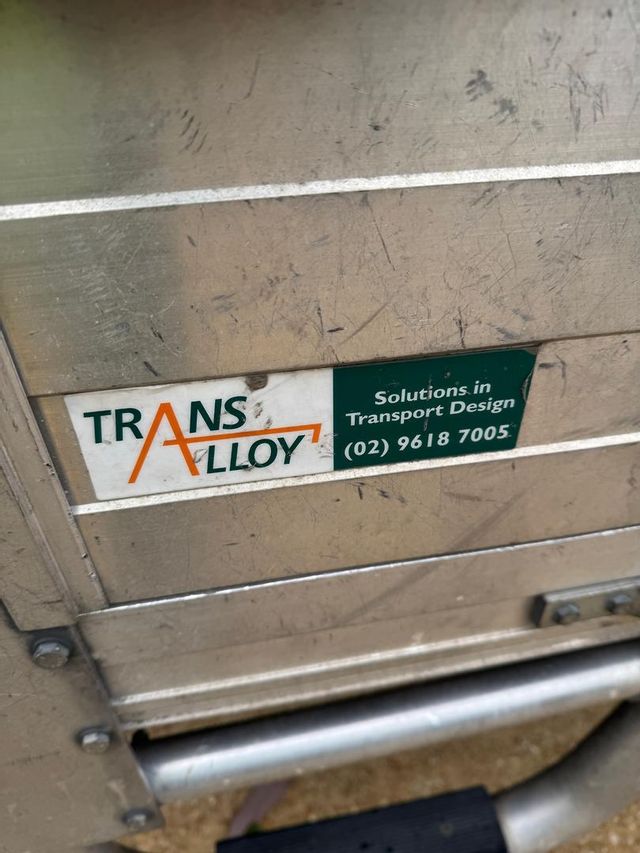 TRANS
ALLOY
Solutions in
Transport Design
(02) 9618 7005